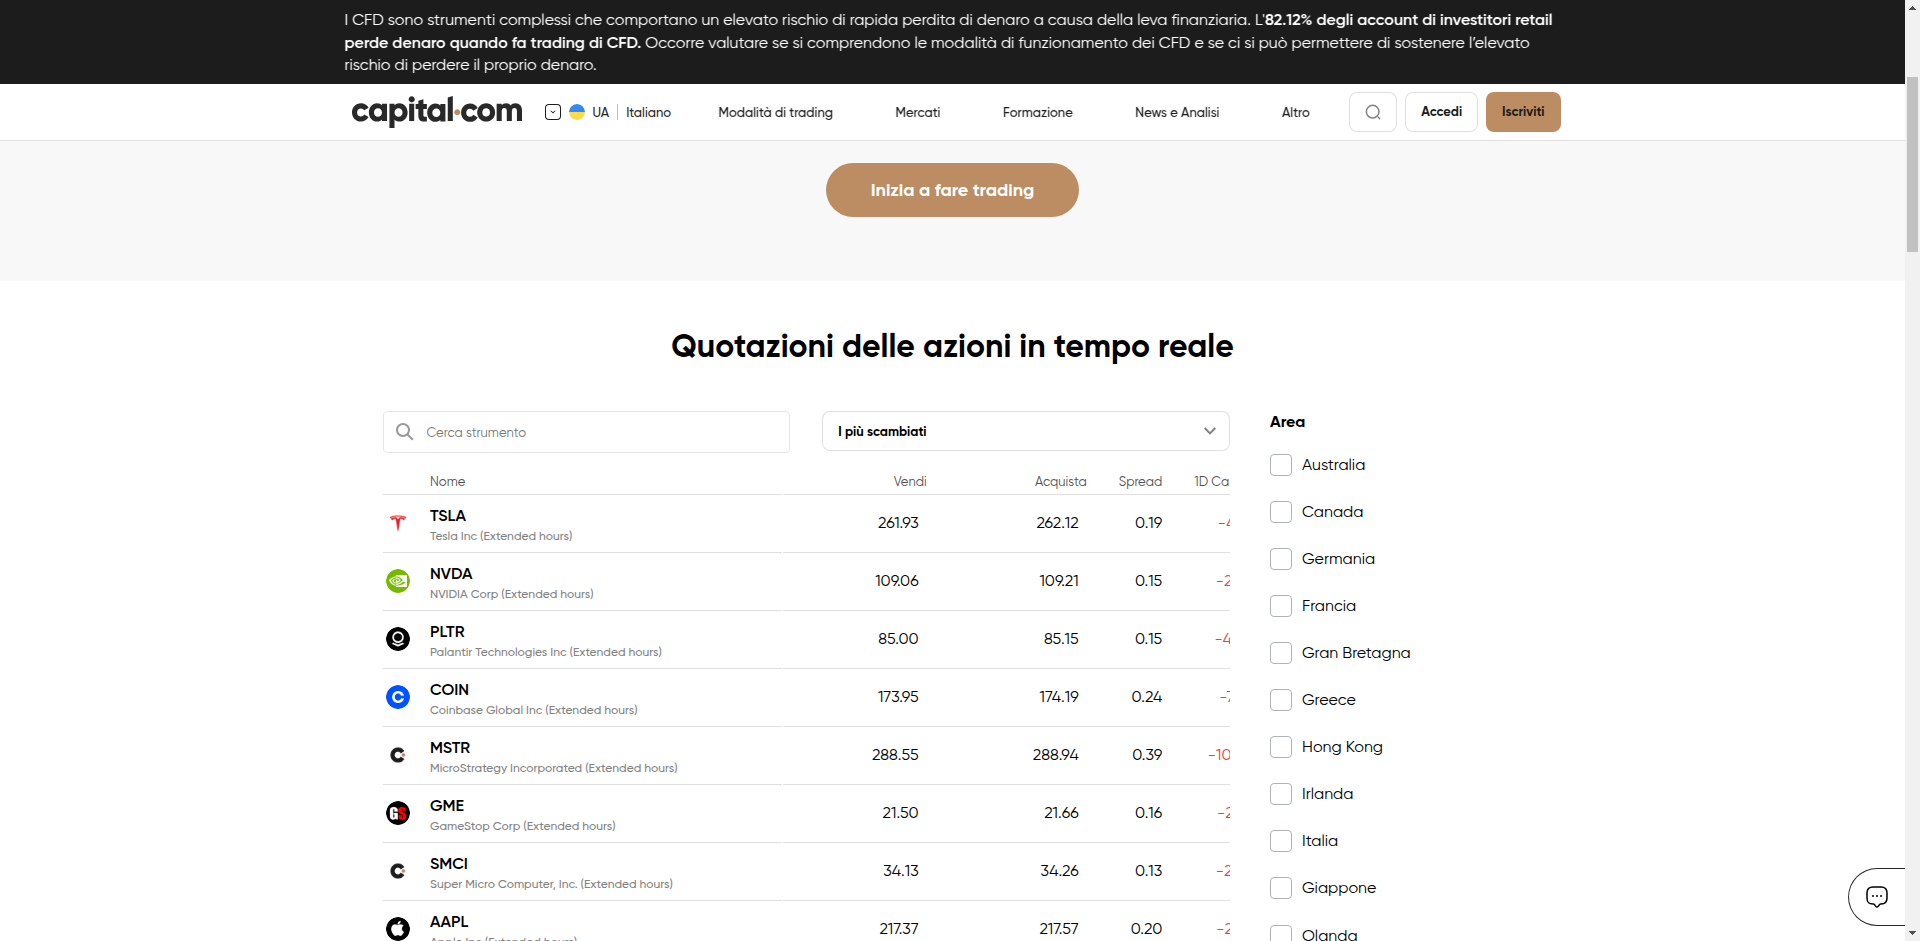 I CFD sono strumenti complessi che comportano un elevato rischio di rapida perdita di denaro a causa della leva finanziaria. L'82.12% degli account di investitori retail
perde denaro quando fa trading di CFD. Occorre valutare se si comprendono le modalità di funzionamento dei CFD e se ci si può permettere di sostenere l'elevato
rischio di perdere il proprio denaro.
capital.com UA Italiano Modalità di trading Mercati Formazione News e Analisi Altro Accedi Iscriviti
Inizia a fare trading
Quotazioni delle azioni in tempo reale
Cerca strumento I più scambiati
Nome Vendi Acquista Spread 1D Ca
TSLA 261.93 262.12 0.19 -4
Tesla Inc (Extended hours)
NVDA 109.06 109.21 0.15 -2
NVIDIA Corp (Extended hours)
PLTR 85.00 85.15 0.15 -4
Palantir Technologies Inc (Extended hours)
COIN 173.95 174.19 0.24 -7
Coinbase Global Inc (Extended hours)
MSTR 288.55 288.94 0.39 -10
MicroStrategy Incorporated (Extended hours)
GME 21.50 21.66 0.16 -2
GameStop Corp (Extended hours)
SMCI 34.13 34.26 0.13 -2
Super Micro Computer, Inc. (Extended hours)
AAPL 217.37 217.57 0.20 -2
Apple Inc (Extended hours)
Area
Australia
Canada
Germania
Francia
Gran Bretagna
Greece
Hong Kong
Irlanda
Italia
Giappone
Olanda